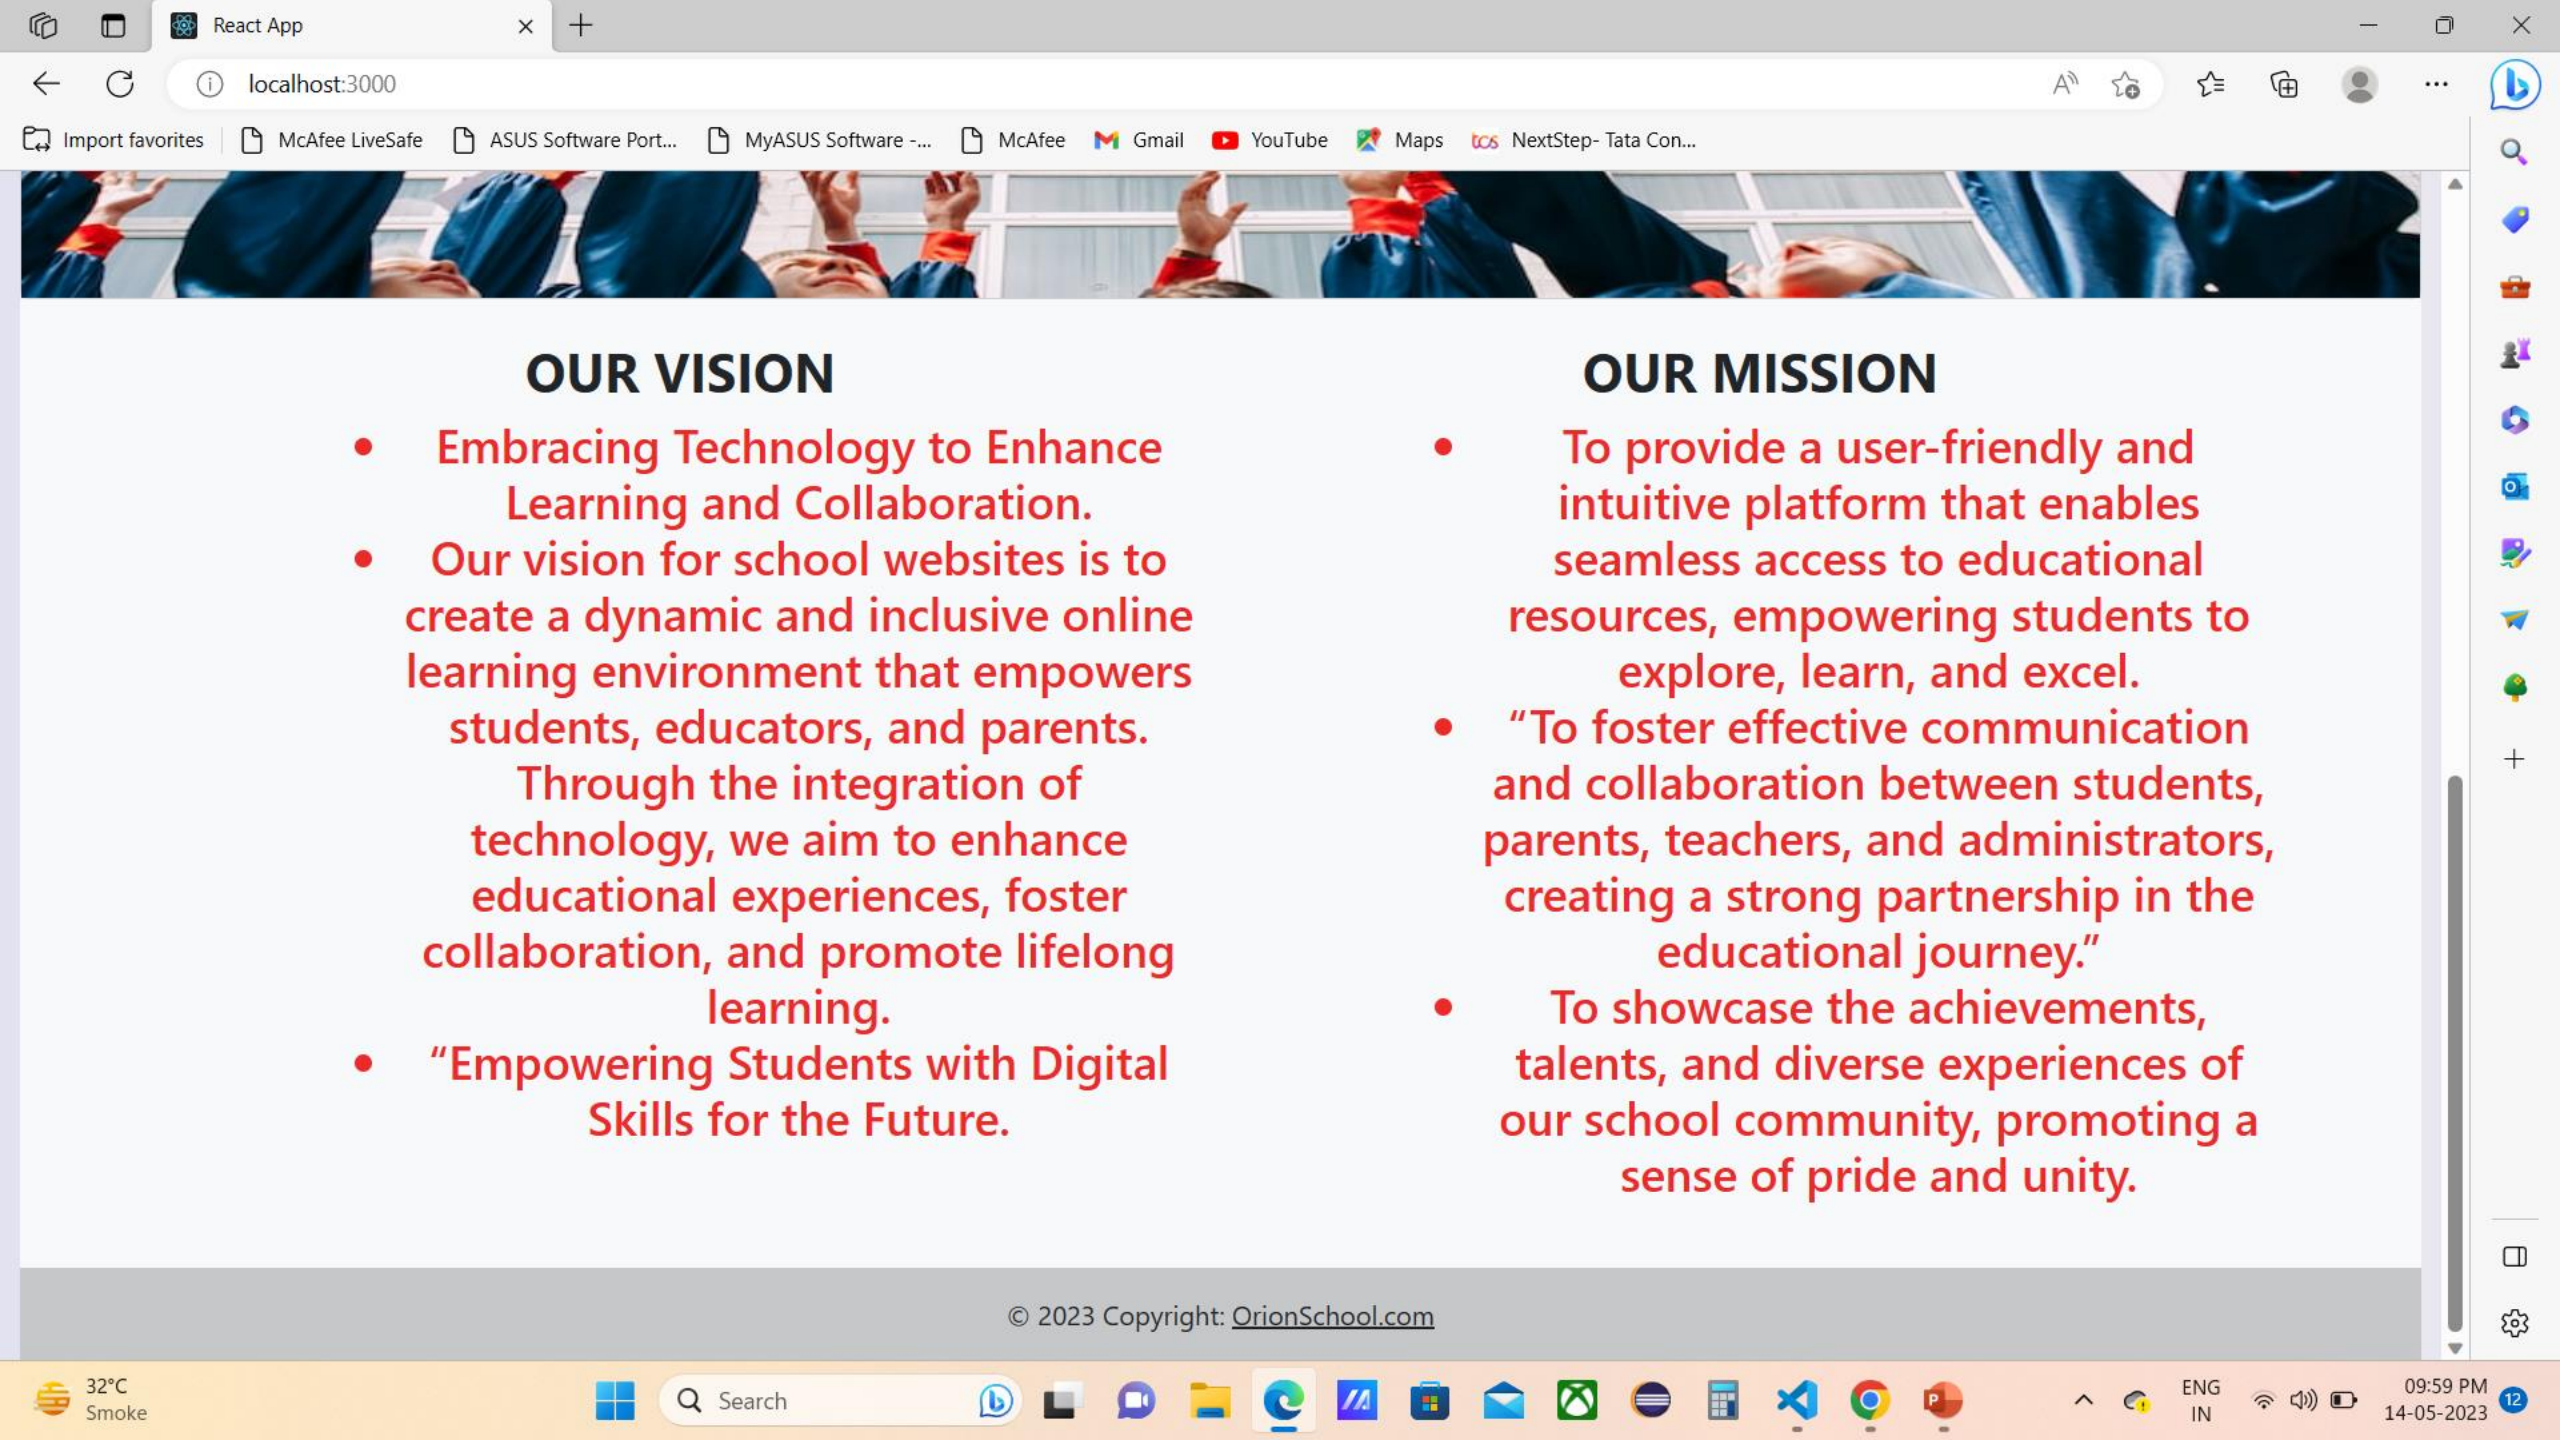 React App
localhost:3000
Import favorites
McAfee LiveSafe
ASUS Software Port...
MyASUS Software -...
McAfee
Gmail
YouTube
Maps
tcs NextStep- Tata Con...
OUR VISION
• Embracing Technology to Enhance
Learning and Collaboration.
• Our vision for school websites is to
create a dynamic and inclusive online
learning environment that empowers
students, educators, and parents.
Through the integration of
technology, we aim to enhance
educational experiences, foster
collaboration, and promote lifelong
learning.
• “Empowering Students with Digital
Skills for the Future.
OUR MISSION
• To provide a user-friendly and
intuitive platform that enables
seamless access to educational
resources, empowering students to
explore, learn, and excel.
• “To foster effective communication
and collaboration between students,
parents, teachers, and administrators,
creating a strong partnership in the
educational journey.”
• To showcase the achievements,
talents, and diverse experiences of
our school community, promoting a
sense of pride and unity.
© 2023 Copyright: OrionSchool.com
32°C
Smoke
Search
ENG
IN
09:59 PM
14-05-2023
12